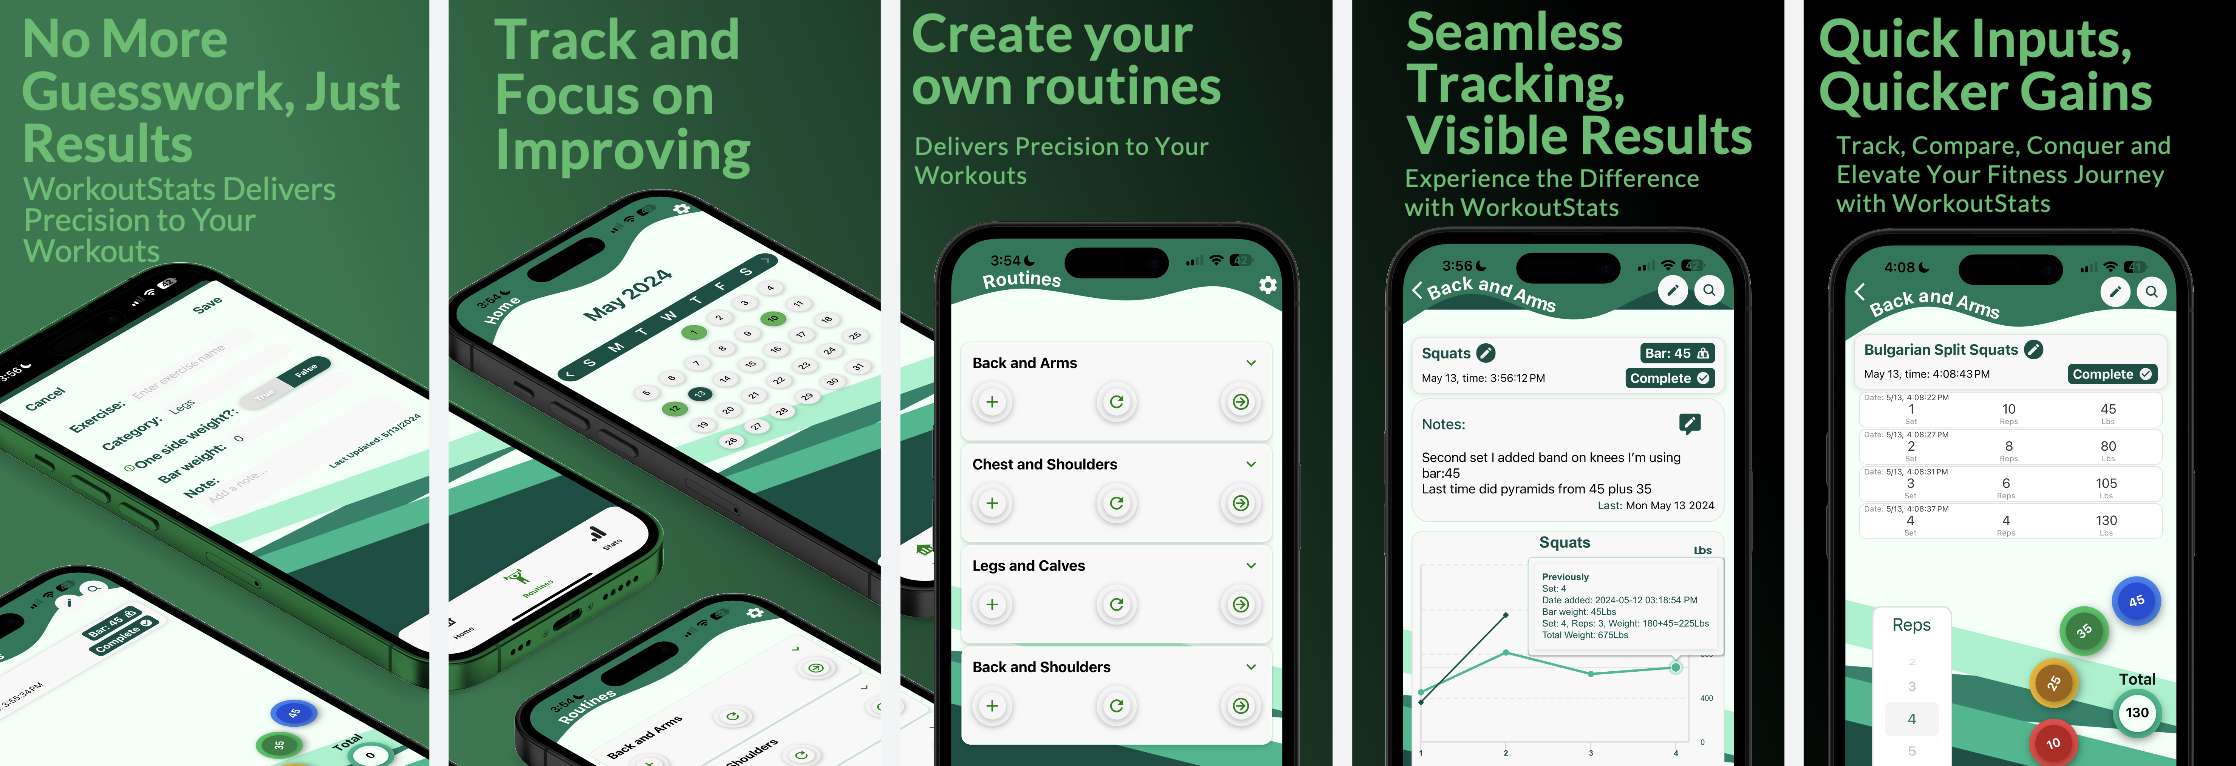 No More
Guesswork, Just
Results
WorkoutStats Delivers
Precision to Your
Workouts
3:56
42
Cancel
Save
Exercise:
Enter exercise name
Category:
Legs
One side weight?:
True
False
Bar weight:
0
Note:
Add a note...
Last Updated: 5/13/2024
Bar: 45
Complete
3:55:34PM
45
35
Total
0
Track and
Focus on
Improving
3:54
42
Home
May 2024
S M T W T F S
1 2 3 4
5 6 7 8 9 10 11
12 13 14 15 16 17 18
19 20 21 22 23 24 25
26 27 28 29 30 31
Home
Routines
Stats
3:54
42
Routines
Back and Arms
Shoulders
Create your
own routines
Delivers Precision to Your
Workouts
3:54
42
Routines
Back and Arms
Chest and Shoulders
Legs and Calves
Back and Shoulders
Seamless
Tracking,
Visible Results
Experience the Difference
with WorkoutStats
3:56
42
Back and Arms
Squats
Bar: 45
May 13, time: 3:56:12PM
Complete
Notes:
Second set I added band on knees I'm using
bar:45
Last time did pyramids from 45 plus 35
Last: Mon May 13 2024
Squats
Lbs
Previously
Set: 4
Date added: 2024-05-12 03:18:54 PM
Bar weight: 45Lbs
Set: 4, Reps: 3, Weight: 180+45=225Lbs
Total Weight: 675Lbs
400
0
1 2 3 4
Quick Inputs,
Quicker Gains
Track, Compare, Conquer and
Elevate Your Fitness Journey
with WorkoutStats
4:08
41
Back and Arms
Bulgarian Split Squats
May 13, time: 4:08:43PM
Complete
Date: 5/13, 4:08:22PM
1 10 45
Set Reps Lbs
Date: 5/13, 4:08:27PM
2 8 80
Set Reps Lbs
Date: 5/13, 4:08:31PM
3 6 105
Set Reps Lbs
Date: 5/13, 4:08:37PM
4 4 130
Set Reps Lbs
Reps
2
3
4
5
45
35
25
10
Total
130